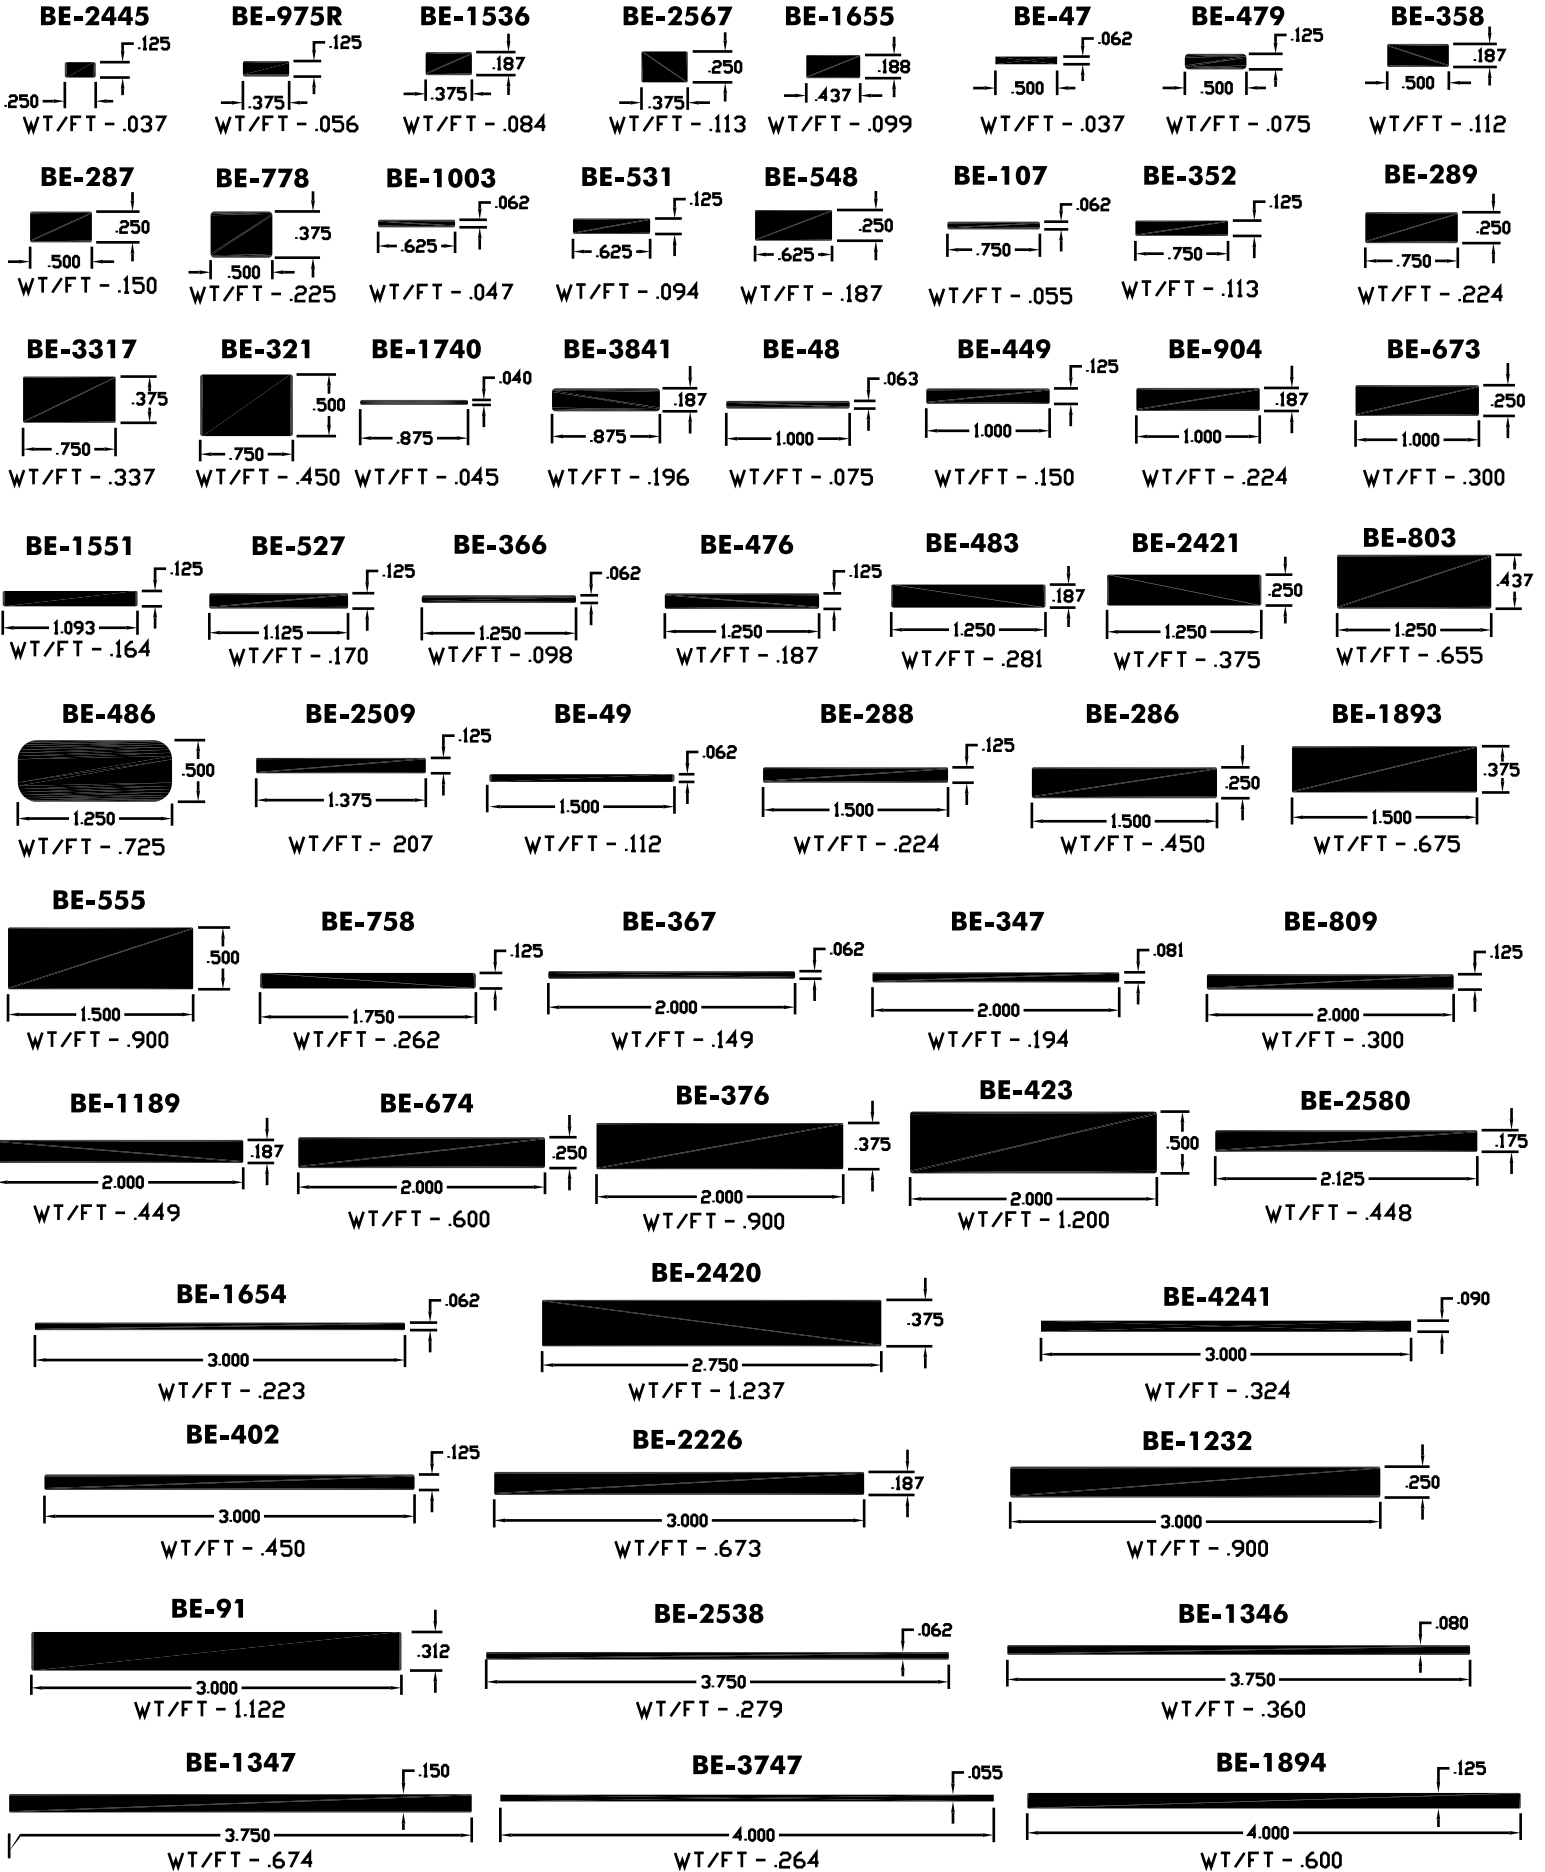 BE-2445 BE-975R BE-1536 BE-2567 BE-1655 BE-47 BE-479 BE-358
.125 .125 .187 .250 .188 .062 .125 .187
.250 .375 .375 .375 .437 .500 .500 .500
WT/FT - .037 WT/FT - .056 WT/FT - .084 WT/FT - .113 WT/FT - .099 WT/FT - .037 WT/FT - .075 WT/FT - .112
BE-287 BE-778 BE-1003 BE-531 BE-548 BE-107 BE-352 BE-289
.250 .375 .062 .125 .250 .062 .125 .250
.500 .500 .625 .625 .625 .750 .750 .750
WT/FT - .150 WT/FT - .225 WT/FT - .047 WT/FT - .094 WT/FT - .187 WT/FT - .055 WT/FT - .113 WT/FT - .224
BE-3317 BE-321 BE-1740 BE-3841 BE-48 BE-449 BE-904 BE-673
.375 .500 .040 .187 .063 .125 .187 .250
.750 .750 .875 .875 1.000 1.000 1.000 1.000
WT/FT - .337 WT/FT - .450 WT/FT - .045 WT/FT - .196 WT/FT - .075 WT/FT - .150 WT/FT - .224 WT/FT - .300
BE-1551 BE-527 BE-366 BE-476 BE-483 BE-2421 BE-803
.125 .125 .062 .125 .187 .250 .437
1.093 1.125 1.250 1.250 1.250 1.250 1.250
WT/FT - .164 WT/FT - .170 WT/FT - .098 WT/FT - .187 WT/FT - .281 WT/FT - .375 WT/FT - .655
BE-486 BE-2509 BE-49 BE-288 BE-286 BE-1893
.500 .125 .062 .125 .250 .375
1.250 1.375 1.500 1.500 1.500 1.500
WT/FT - .725 WT/FT .- 207 WT/FT - .112 WT/FT - .224 WT/FT - .450 WT/FT - .675
BE-555 BE-758 BE-367 BE-347 BE-809
.500 .125 .062 .081 .125
1.500 1.750 2.000 2.000 2.000
WT/FT - .900 WT/FT - .262 WT/FT - .149 WT/FT - .194 WT/FT - .300
BE-1189 BE-674 BE-376 BE-423 BE-2580
.187 .250 .375 .500 .175
2.000 2.000 2.000 2.000 2.125
WT/FT - .449 WT/FT - .600 WT/FT - .900 WT/FT - 1.200 WT/FT - .448
BE-1654 BE-2420 BE-4241
.062 .375 .090
3.000 2.750 3.000
WT/FT - .223 WT/FT - 1.237 WT/FT - .324
BE-402 BE-2226 BE-1232
.125 .187 .250
3.000 3.000 3.000
WT/FT - .450 WT/FT - .673 WT/FT - .900
BE-91 BE-2538 BE-1346
.312 .062 .080
3.000 3.750 3.750
WT/FT - 1.122 WT/FT - .279 WT/FT - .360
BE-1347 BE-3747 BE-1894
.150 .055 .125
3.750 4.000 4.000
WT/FT - .674 WT/FT - .264 WT/FT - .600